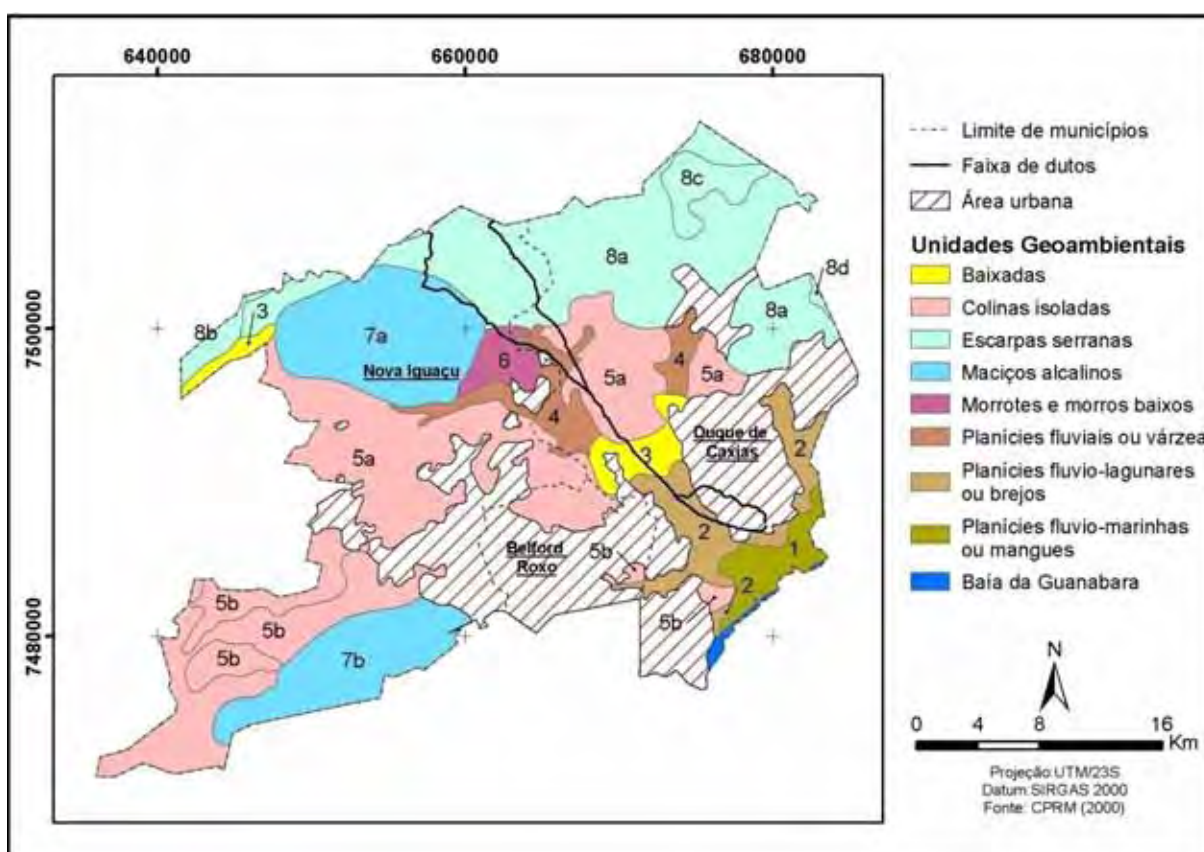 640000
660000
680000
7500000
7480000
8c
8a
8d
8a
8b
3
7a
Nova Iguaçu
6
5a
4
5a
4
5a
3
Duque de
Caxias
2
2
1
Belford
Roxo
5b
2
5b
5b
5b
5b
7b
Limite de municípios
Faixa de dutos
Área urbana
Unidades Geoambientais
Baixadas
Colinas isoladas
Escarpas serranas
Maciços alcalinos
Morrotes e morros baixos
Planícies fluviais ou várzea
Planícies fluvio-lagunares
ou brejos
Planícies fluvio-marinhas
ou mangues
Baía da Guanabara
N
0 4 8 16
Km
Projeção:UTM/23S
Datum:SIRGAS 2000
Fonte: CPRM (2000)